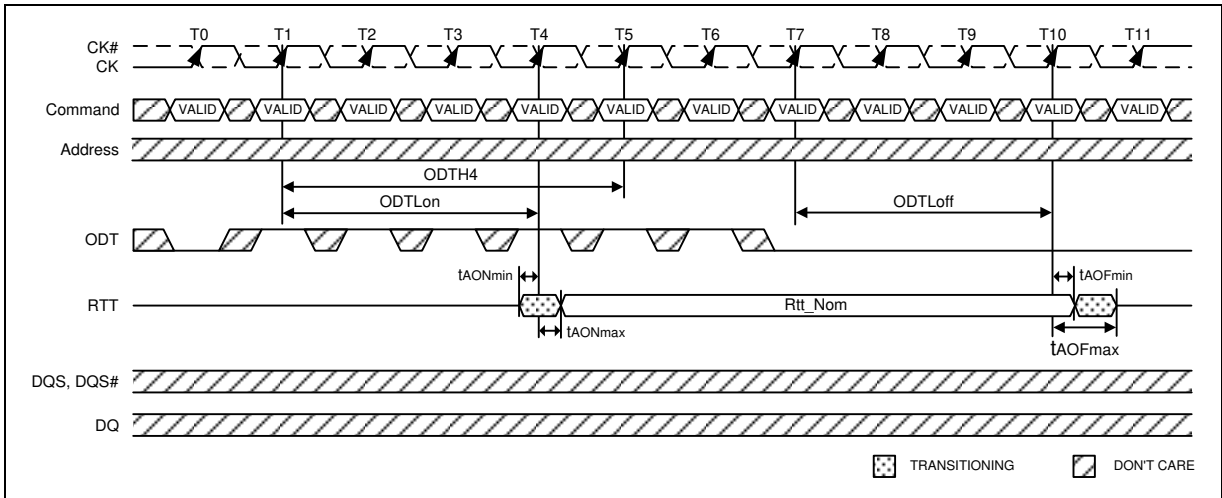 T0 T1 T2 T3 T4 T5 T6 T7 T8 T9 T10 T11
CK#
CK
Command VALID VALID VALID VALID VALID VALID VALID VALID VALID VALID VALID VALID
Address
ODTH4
ODTLon ODTLoff
ODT
tAONmin tAOFmin
RTT Rtt_Nom
tAONmax tAOFmax
DQS, DQS#
DQ
TRANSITIONING DON'T CARE